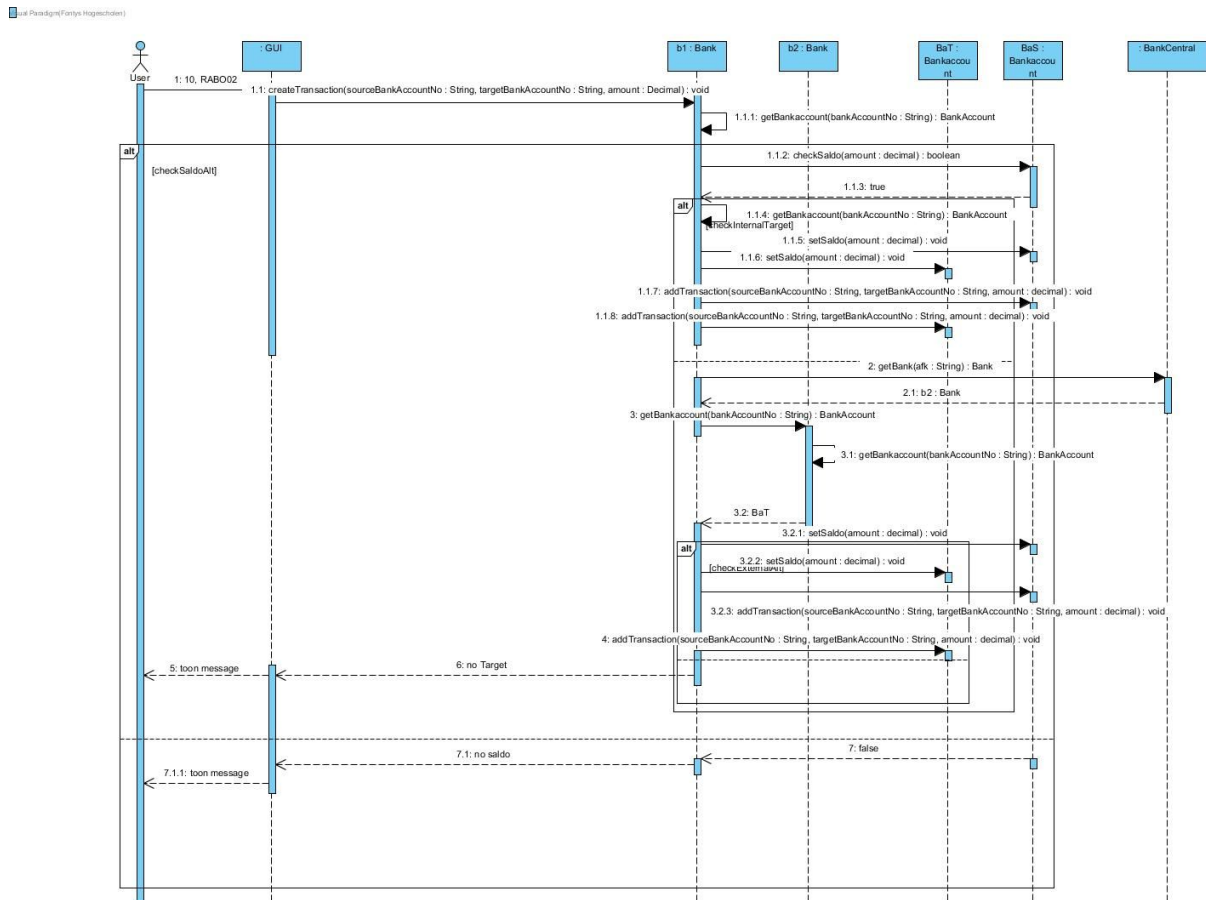 Visual Paradigm(Fontys Hogescholen)
: GUI
b1 : Bank
b2 : Bank
BaT :
Bankaccou
nt
BaS :
Bankaccou
nt
: BankCentral
User
1: 10, RABO02
1.1: createTransaction(sourceBankAccountNo : String, targetBankAccountNo : String, amount : Decimal) : void
1.1.1: getBankaccount(bankAccountNo : String) : BankAccount
alt
1.1.2: checkSaldo(amount : decimal) : boolean
[checkSaldoAlt]
1.1.3: true
alt
1.1.4: getBankaccount(bankAccountNo : String) : BankAccount
[checkInternalTarget]
1.1.5: setSaldo(amount : decimal) : void
1.1.6: setSaldo(amount : decimal) : void
1.1.7: addTransaction(sourceBankAccountNo : String, targetBankAccountNo : String, amount : decimal) : void
1.1.8: addTransaction(sourceBankAccountNo : String, targetBankAccountNo : String, amount : decimal) : void
2: getBank(afk : String) : Bank
2.1: b2 : Bank
3: getBankaccount(bankAccountNo : String) : BankAccount
3.1: getBankaccount(bankAccountNo : String) : BankAccount
3.2: BaT
3.2.1: setSaldo(amount : decimal) : void
alt
3.2.2: setSaldo(amount : decimal) : void
[checkExternalAlt]
3.2.3: addTransaction(sourceBankAccountNo : String, targetBankAccountNo : String, amount : decimal) : void
4: addTransaction(sourceBankAccountNo : String, targetBankAccountNo : String, amount : decimal) : void
5: toon message
6: no Target
7: false
7.1: no saldo
7.1.1: toon message